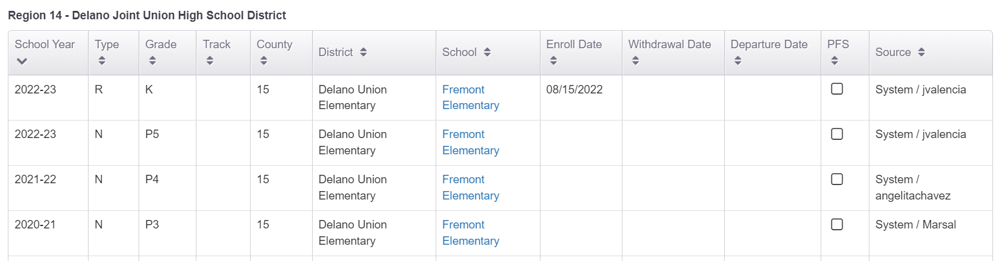 Region 14 - Delano Joint Union High School District
School Year Type Grade Track County District School Enroll Date Withdrawal Date Departure Date PFS Source
2022-23 R K 15 Delano Union Fremont 08/15/2022 System / jvalencia
Elementary Elementary
2022-23 N P5 15 Delano Union Fremont System / jvalencia
Elementary Elementary
2021-22 N P4 15 Delano Union Fremont System /
Elementary Elementary angelitachavez
2020-21 N P3 15 Delano Union Fremont System / Marsal
Elementary Elementary